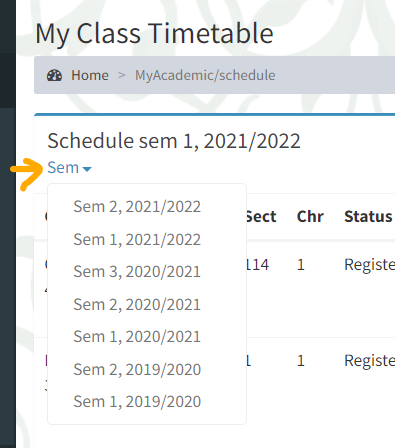 My Class Timetable
Home > MyAcademic/schedule
Schedule sem 1, 2021/2022
Sem
Sect Chr Status
Sem 2, 2021/2022
Sem 1, 2021/2022
114 1
Sem 3, 2020/2021
Sem 2, 2020/2021
Sem 1, 2020/2021
1 1
Sem 2, 2019/2020
Sem 1, 2019/2020